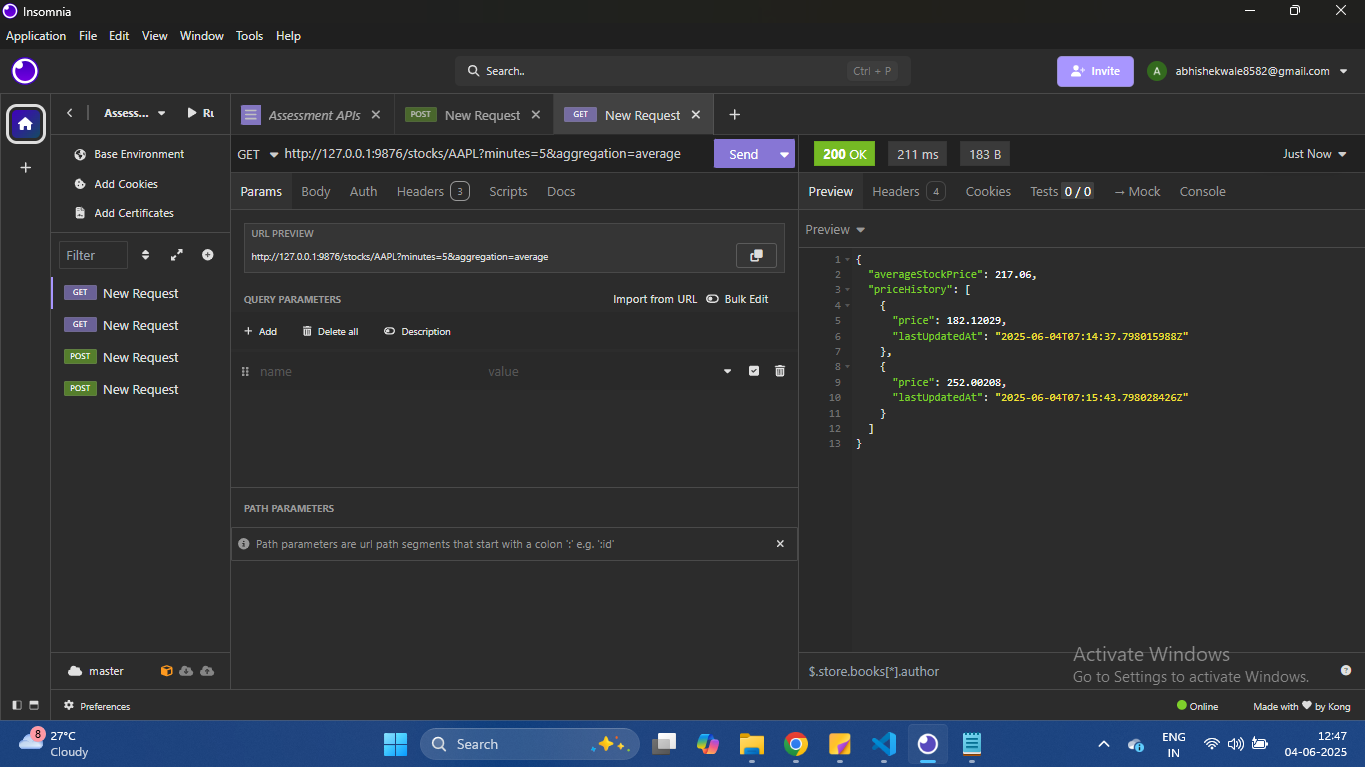 Insomnia
Application File Edit View Window Tools Help
Search.. Ctrl + P
Invite
A abhishekwale8582@gmail.com
Assess... Ru
Assessment APIs
POST New Request
GET New Request
Base Environment
Add Cookies
Add Certificates
Filter
GET New Request
GET New Request
POST New Request
POST New Request
GET http://127.0.0.1:9876/stocks/AAPL?minutes=5&aggregation=average Send
Params Body Auth Headers 3 Scripts Docs
URL PREVIEW
http://127.0.0.1:9876/stocks/AAPL?minutes=5&aggregation=average
QUERY PARAMETERS Import from URL Bulk Edit
+ Add Delete all Description
name value
PATH PARAMETERS
Path parameters are url path segments that start with a colon ':' e.g. ':id'
200 OK 211 ms 183 B Just Now
Preview Headers 4 Cookies Tests 0 / 0 → Mock Console
Preview
1 {
2 "averageStockPrice": 217.06,
3 "priceHistory": [
4 {
5 "price": 182.12029,
6 "lastUpdatedAt": "2025-06-04T07:14:37.798015988Z"
7 },
8 {
9 "price": 252.00208,
10 "lastUpdatedAt": "2025-06-04T07:15:43.798028426Z"
11 }
12 ]
13 }
$.store.books[*].author
Activate Windows
Go to Settings to activate Windows.
master
Preferences
Online Made with ❤ by Kong
8 27°C
Cloudy
Search
ENG
IN
12:47
04-06-2025